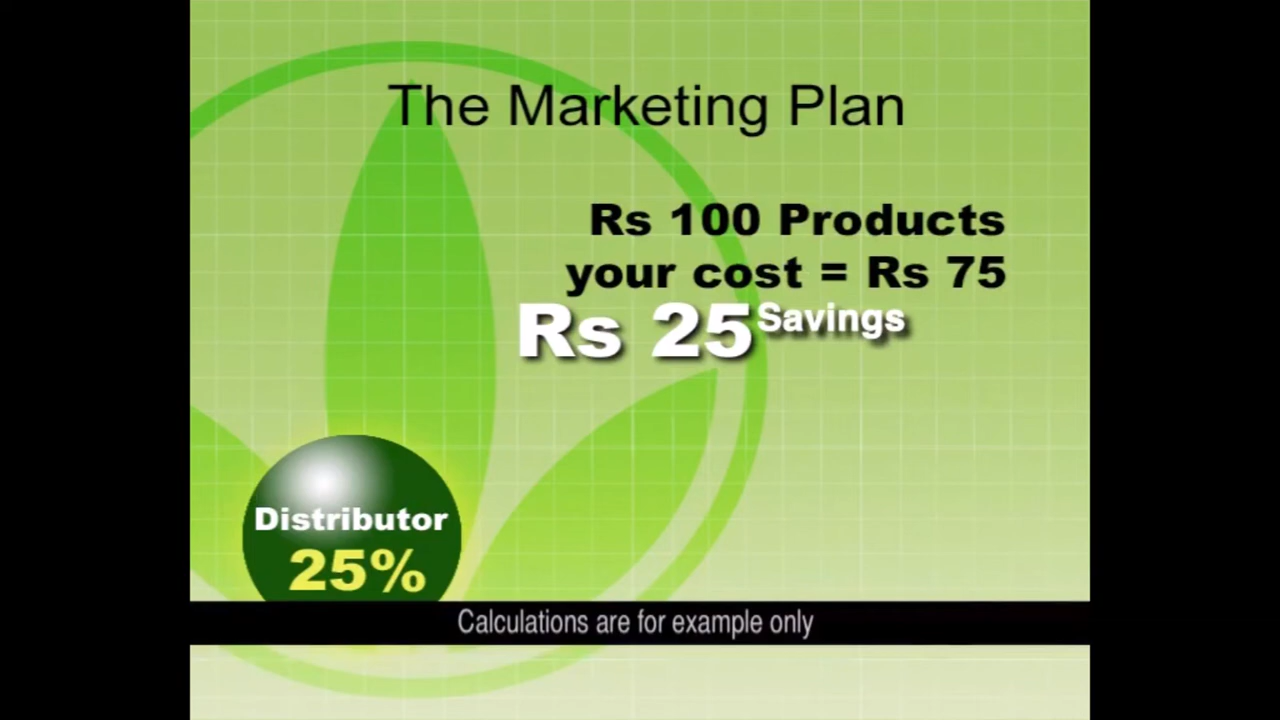 The Marketing Plan
Rs 100 Products
your cost = Rs 75
Rs 25 Savings
Distributor
25%
Calculations are for example only